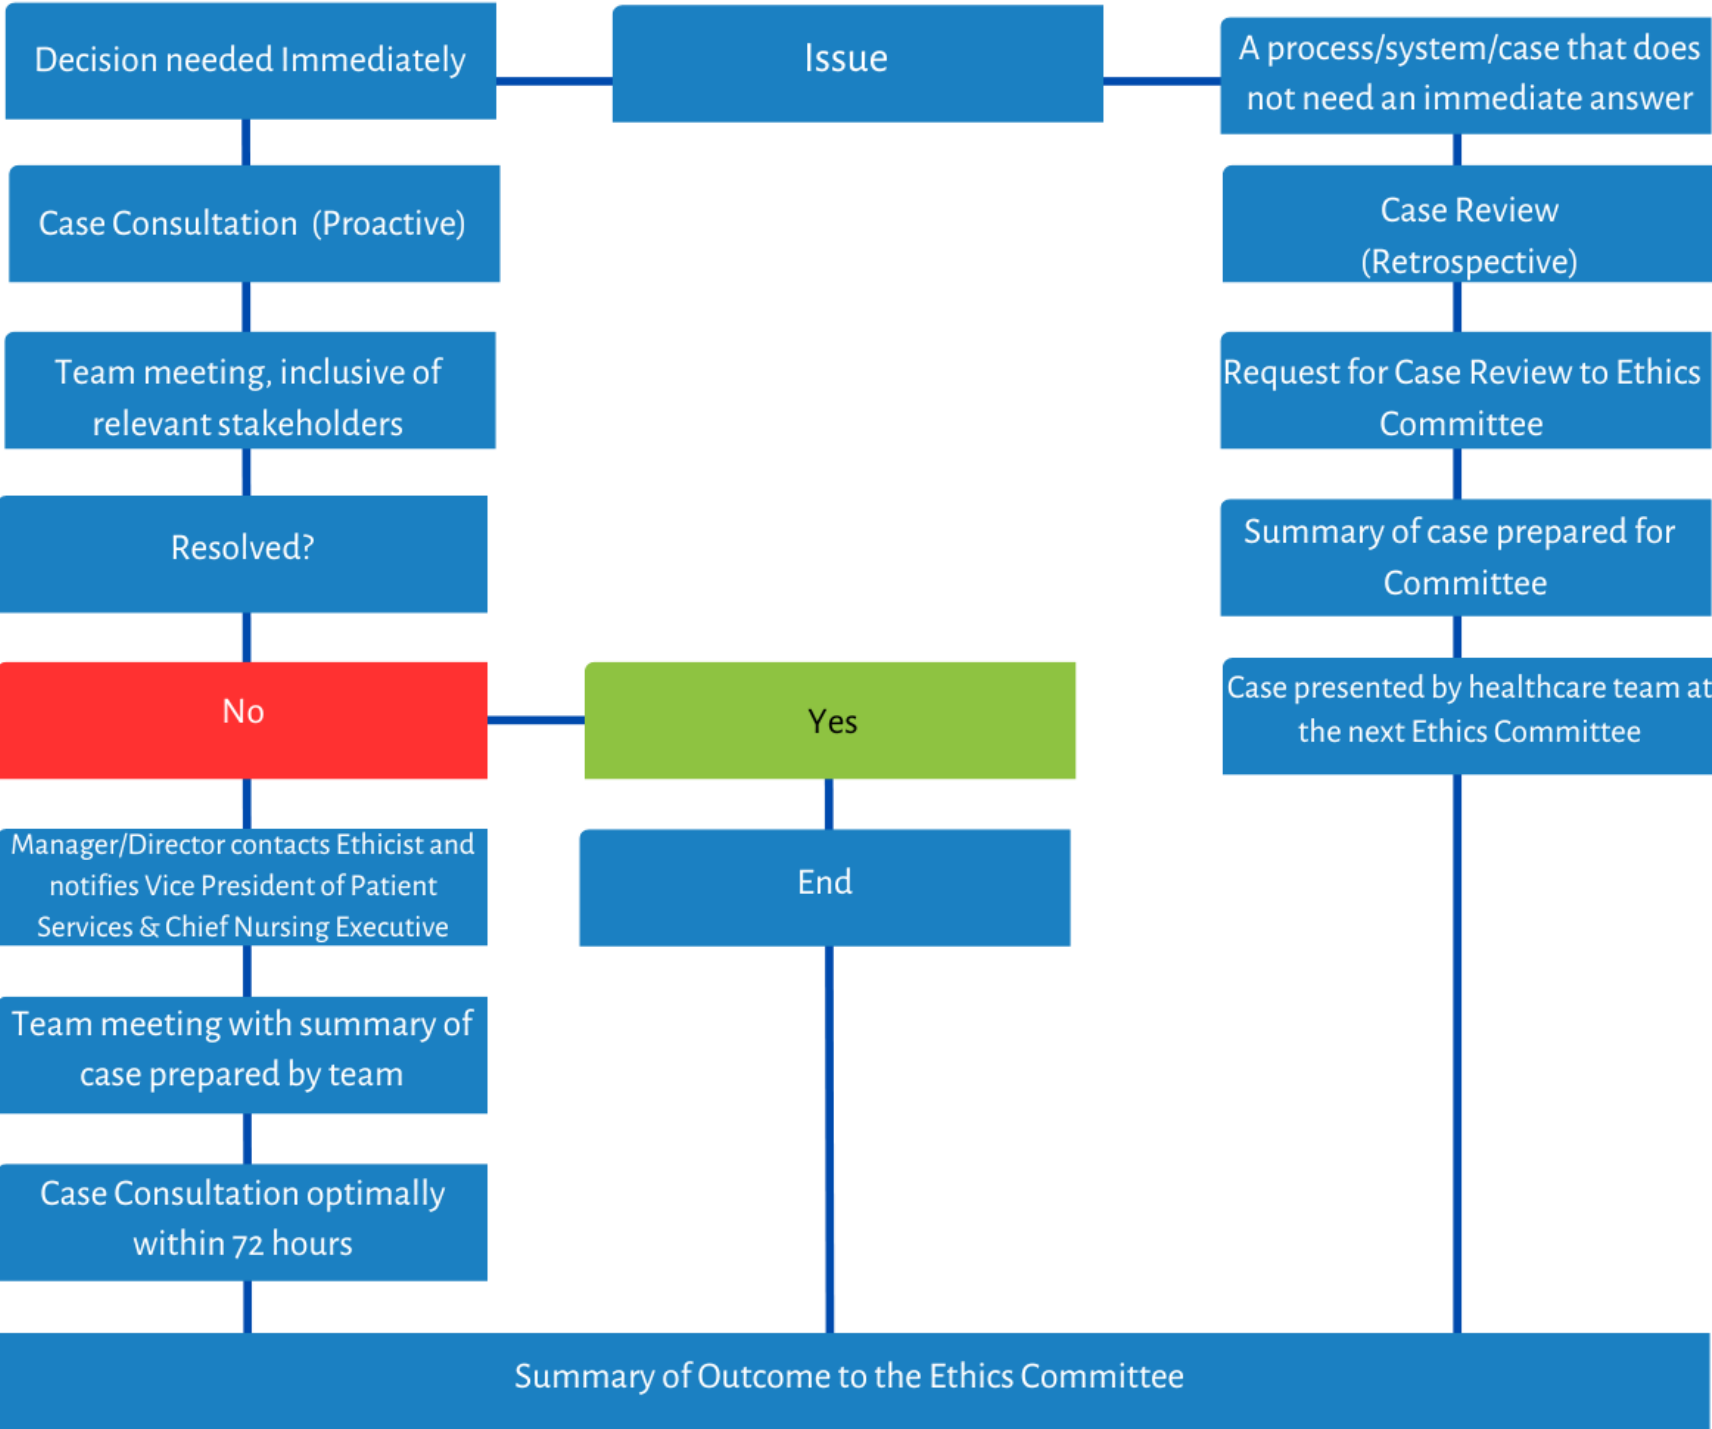 Decision needed Immediately
Issue
A process/system/case that does
not need an immediate answer
Case Consultation (Proactive)
Case Review
(Retrospective)
Team meeting, inclusive of
relevant stakeholders
Request for Case Review to Ethics
Committee
Resolved?
Summary of case prepared for
Committee
No
Yes
Case presented by healthcare team at
the next Ethics Committee
Manager/Director contacts Ethicist and
notifies Vice President of Patient
Services & Chief Nursing Executive
End
Team meeting with summary of
case prepared by team
Case Consultation optimally
within 72 hours
Summary of Outcome to the Ethics Committee